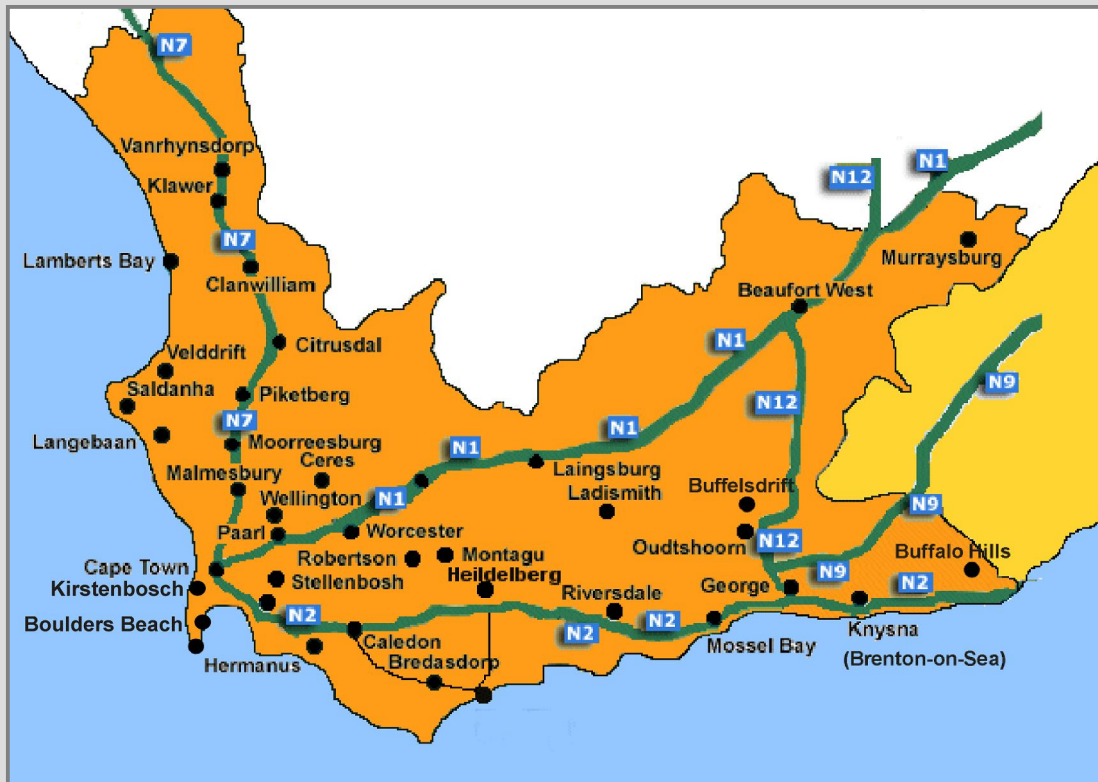 N7
Vanrhynsdorp
N12
N1
Klawer
N7
Murraysburg
Lamberts Bay
Clanwilliam
Beaufort West
Citrusdal
N1
Velddrift
N9
Saldanha
Piketberg
N12
N7
N1
N1
Langebaan
Moorreesburg
Ceres
Laingsburg
Malmesbury
Ladismith
Buffelsdrift
Wellington
N1
N9
Paarl
Worcester
Oudtshoorn
N12
Robertson
Montagu
Buffalo Hills
Cape Town
Stellenbosh
Heildelberg
N9
Kirstenbosch
George
N2
Riversdale
Boulders Beach
N2
N2
N2
Knysna
Caledon
Mossel Bay
Hermanus
Bredasdorp
(Brenton-on-Sea)